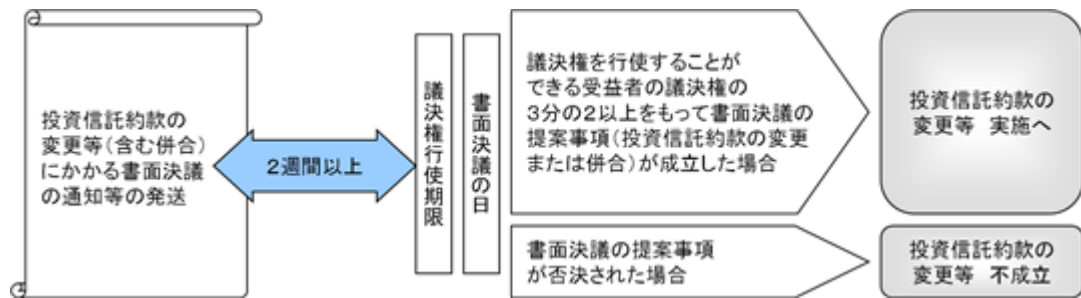 投資信託約款の
変更等(含む併合)
にかかる書面決議
の通知等の発送
2週間以上
議決権行使期限
書面決議の日
議決権を行使することが
できる受益者の議決権の
3分の2以上をもって書面決議の
提案事項(投資信託約款の変更
または併合)が成立した場合
投資信託約款の
変更等 実施へ
書面決議の提案事項
が否決された場合
投資信託約款の
変更等 不成立